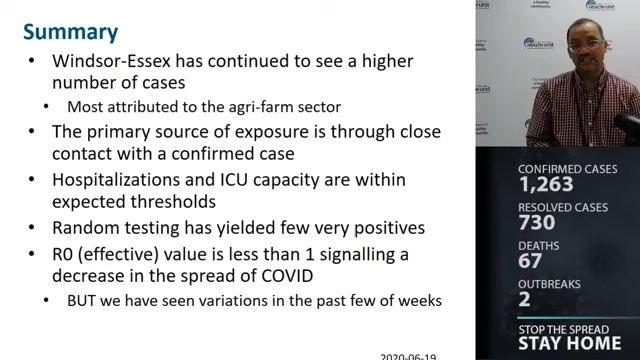 Summary
Windsor-Essex has continued to see a higher
number of cases
Most attributed to the agri-farm sector
The primary source of exposure is through close
contact with a confirmed case
Hospitalizations and ICU capacity are within
expected thresholds
Random testing has yielded few very positives
R0 (effective) value is less than 1 signalling a
decrease in the spread of COVID
BUT we have seen variations in the past few of weeks
2020-06-19
HEALTH UNIT
CONFIRMED CASES
1,263
RESOLVED CASES
730
DEATHS
67
OUTBREAKS
2
STOP THE SPREAD
STAY HOME